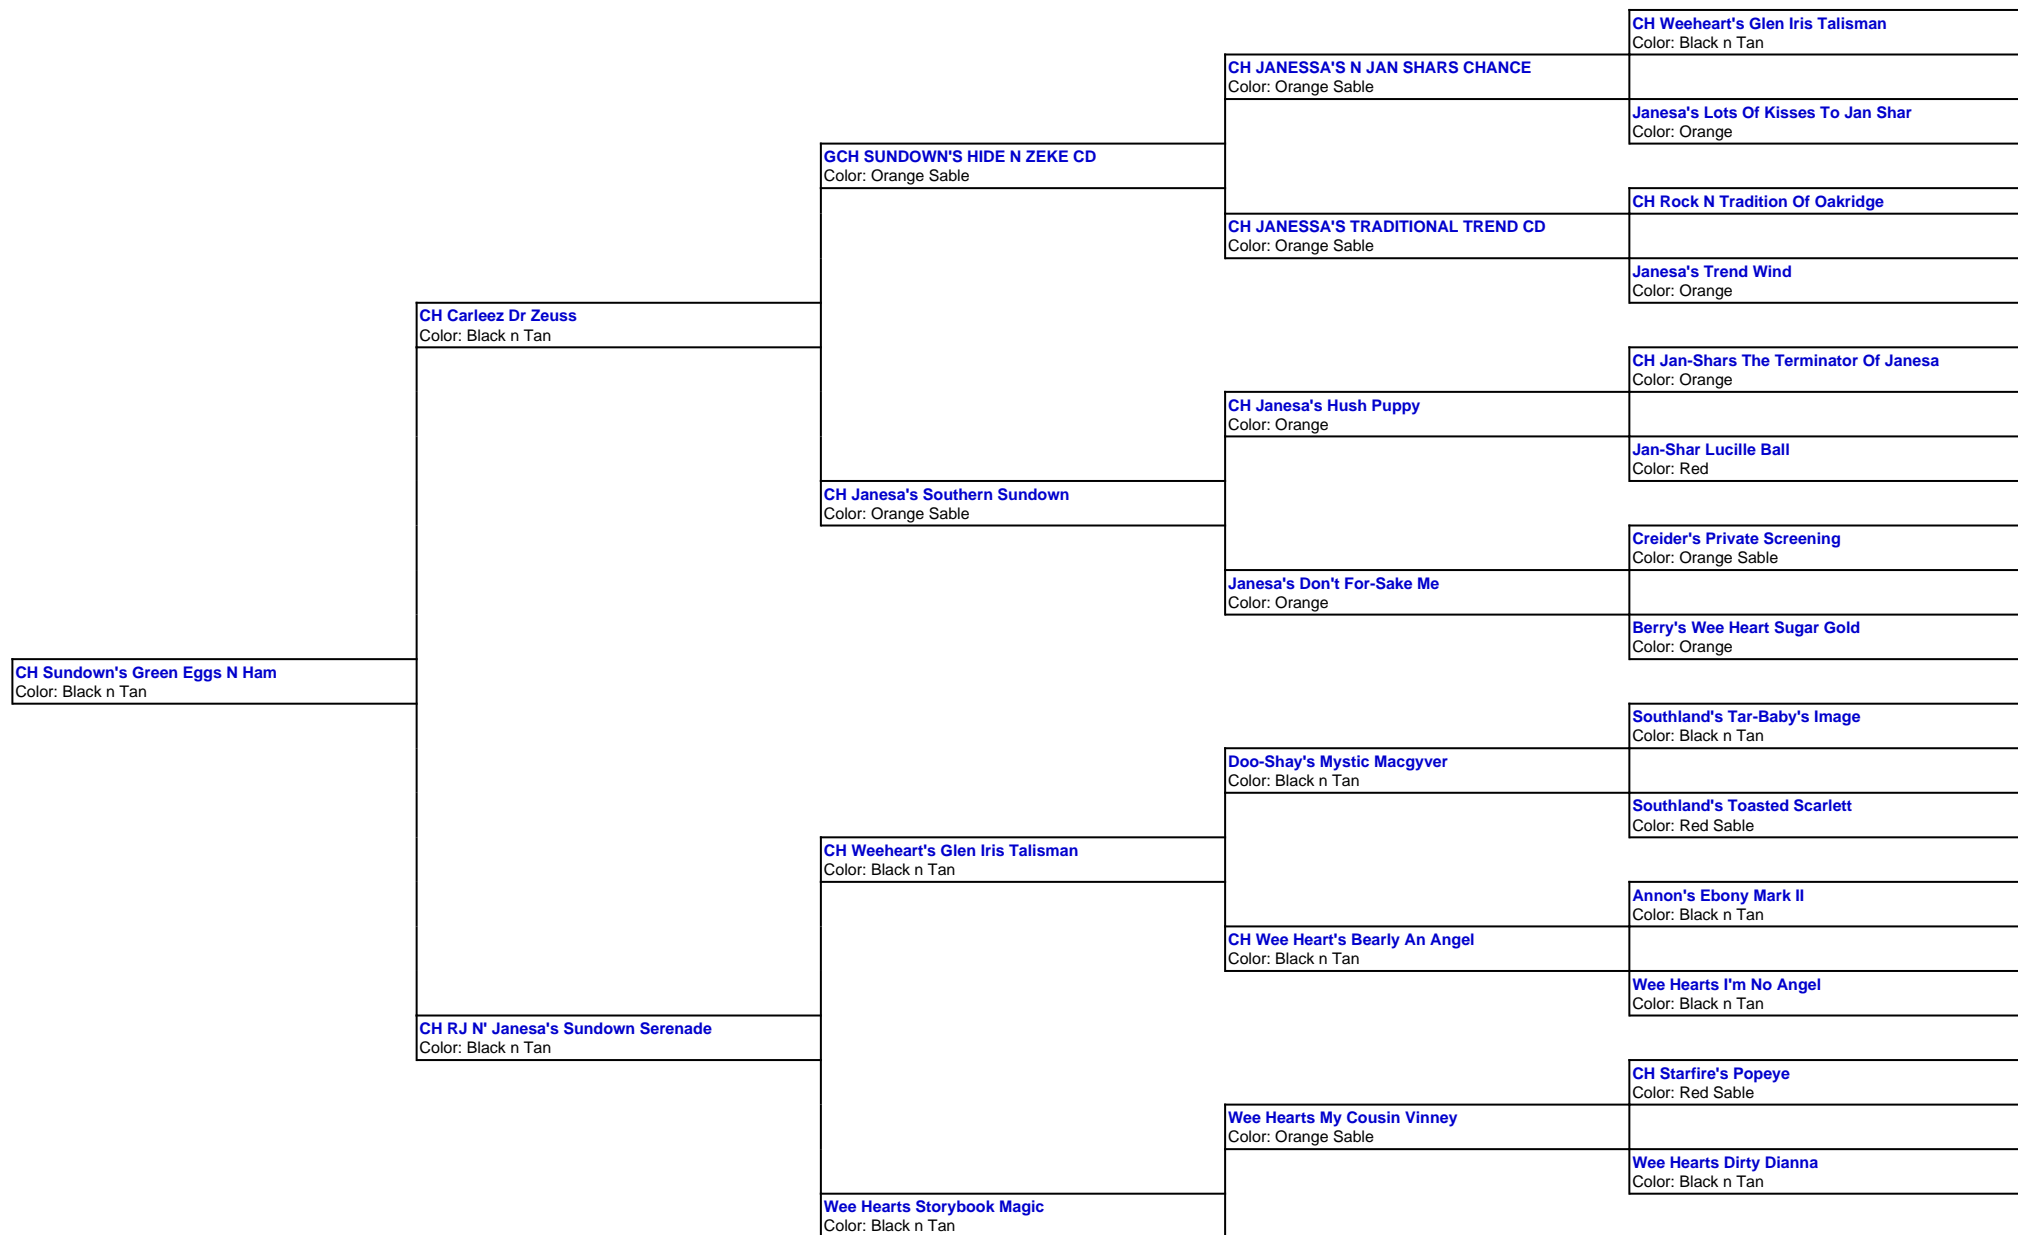 CH Weeheart's Glen Iris Talisman
Color: Black n Tan
CH JANESSA'S N JAN SHARS CHANCE
Color: Orange Sable
Janesa's Lots Of Kisses To Jan Shar
Color: Orange
GCH SUNDOWN'S HIDE N ZEKE CD
Color: Orange Sable
CH Rock N Tradition Of Oakridge
CH JANESSA'S TRADITIONAL TREND CD
Color: Orange Sable
Janesa's Trend Wind
Color: Orange
CH Carleez Dr Zeuss
Color: Black n Tan
CH Jan-Shars The Terminator Of Janesa
Color: Orange
CH Janesa's Hush Puppy
Color: Orange
Jan-Shar Lucille Ball
Color: Red
CH Janesa's Southern Sundown
Color: Orange Sable
Creider's Private Screening
Color: Orange Sable
Janesa's Don't For-Sake Me
Color: Orange
Berry's Wee Heart Sugar Gold
Color: Orange
CH Sundown's Green Eggs N Ham
Color: Black n Tan
Southland's Tar-Baby's Image
Color: Black n Tan
Doo-Shay's Mystic Macgyver
Color: Black n Tan
Southland's Toasted Scarlett
Color: Red Sable
CH Weeheart's Glen Iris Talisman
Color: Black n Tan
Annon's Ebony Mark II
Color: Black n Tan
CH Wee Heart's Bearly An Angel
Color: Black n Tan
Wee Hearts I'm No Angel
Color: Black n Tan
CH RJ N' Janesa's Sundown Serenade
Color: Black n Tan
CH Starfire's Popeye
Color: Red Sable
Wee Hearts My Cousin Vinney
Color: Orange Sable
Wee Hearts Dirty Dianna
Color: Black n Tan
Wee Hearts Storybook Magic
Color: Black n Tan